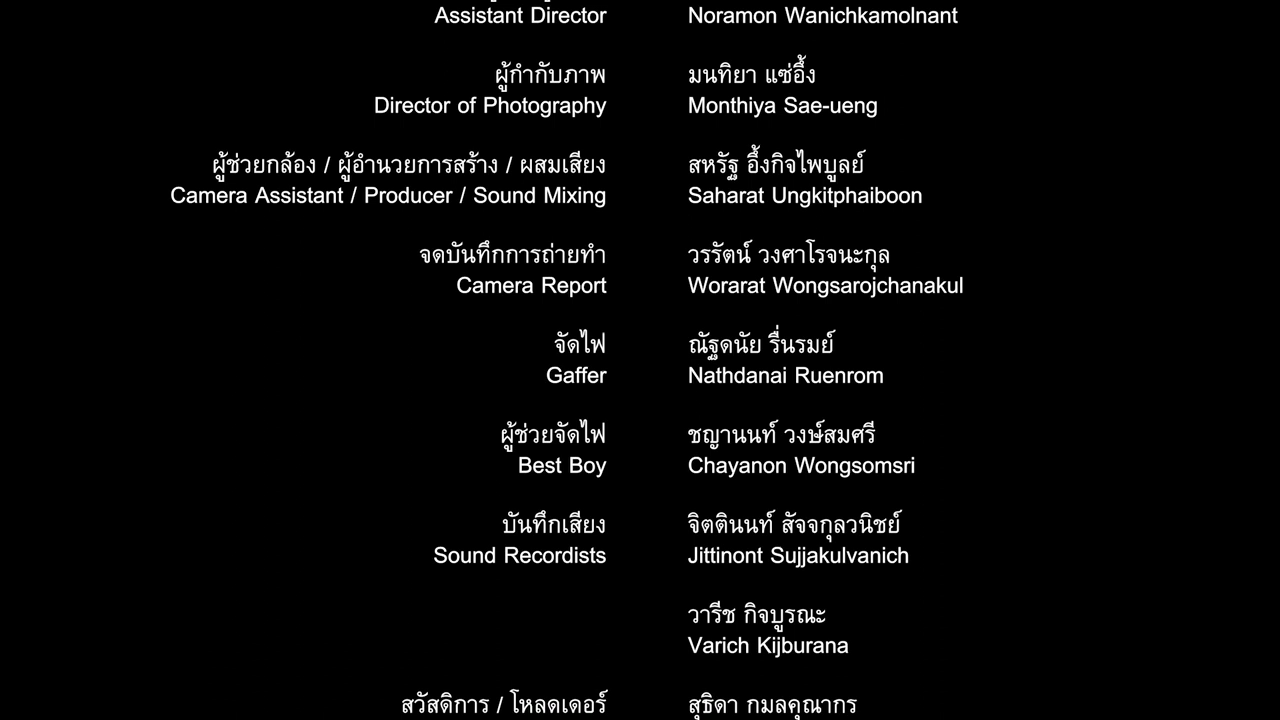 Assistant Director Noramon Wanichkamolnant
ผู้กำกับภาพ มนทิยา แซ่อึ้ง
Director of Photography Monthiya Sae-ueng
ผู้ช่วยกล้อง / ผู้อำนวยการสร้าง / ผสมเสียง สหรัฐ อึ้งกิจไพบูลย์
Camera Assistant / Producer / Sound Mixing Saharat Ungkitphaiboon
จดบันทึกการถ่ายทำ วรรัตน์ วงศาโรจนะกุล
Camera Report Worarat Wongsarojchanakul
จัดไฟ ณัฐดนัย รื่นรมย์
Gaffer Nathdanai Ruenrom
ผู้ช่วยจัดไฟ ชญานนท์ วงษ์สมศรี
Best Boy Chayanon Wongsomsri
บันทึกเสียง จิตตินนท์ สัจจกุลวนิชย์
Sound Recordists Jittinont Sujjakulvanich
วารีช กิจบูรณะ
Varich Kijburana
สวัสดิการ / โหลดเดอร์ สุธิดา กมลคุณากร